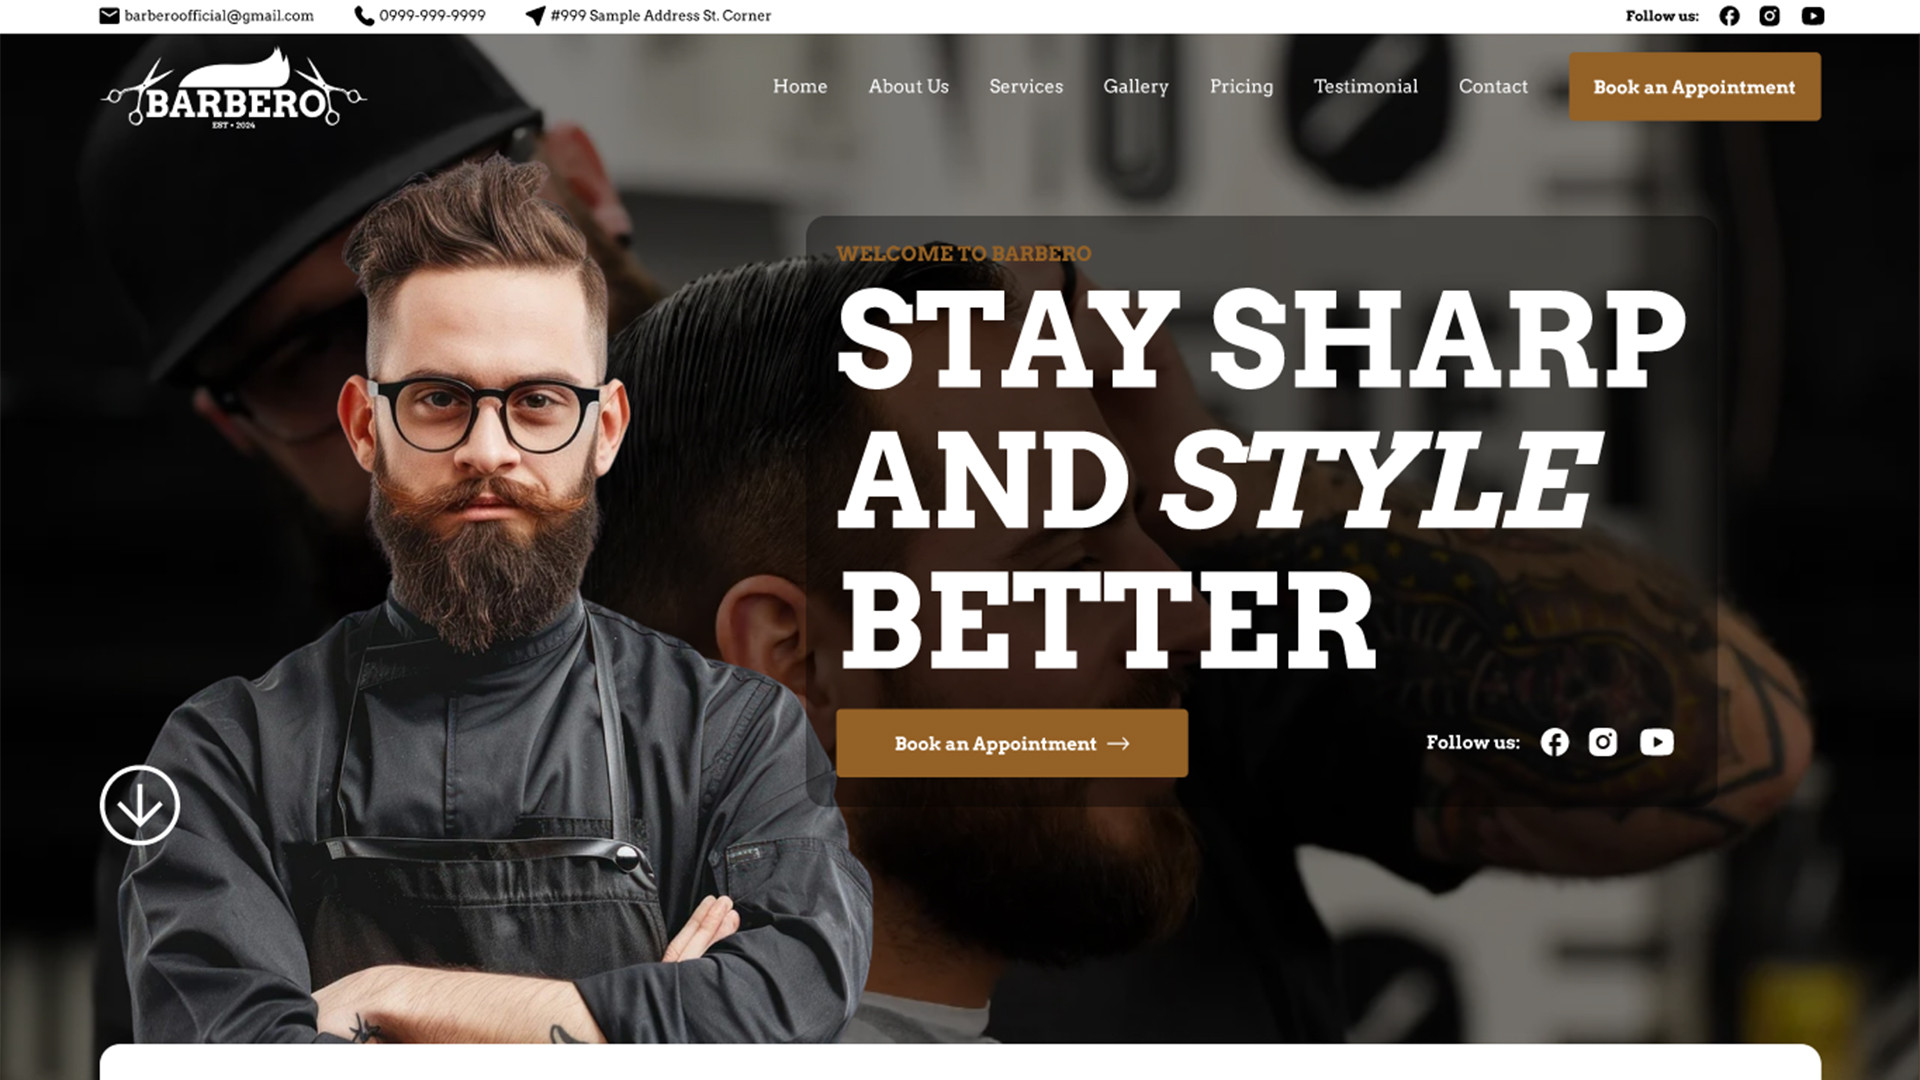 barberoofficial@gmail.com
0999-999-9999
#999 Sample Address St. Corner
Follow us:
BARBERO
EST • 2024
Home
About Us
Services
Gallery
Pricing
Testimonial
Contact
Book an Appointment
WELCOME TO BARBERO
STAY SHARP
AND STYLE
BETTER
Book an Appointment
Follow us: